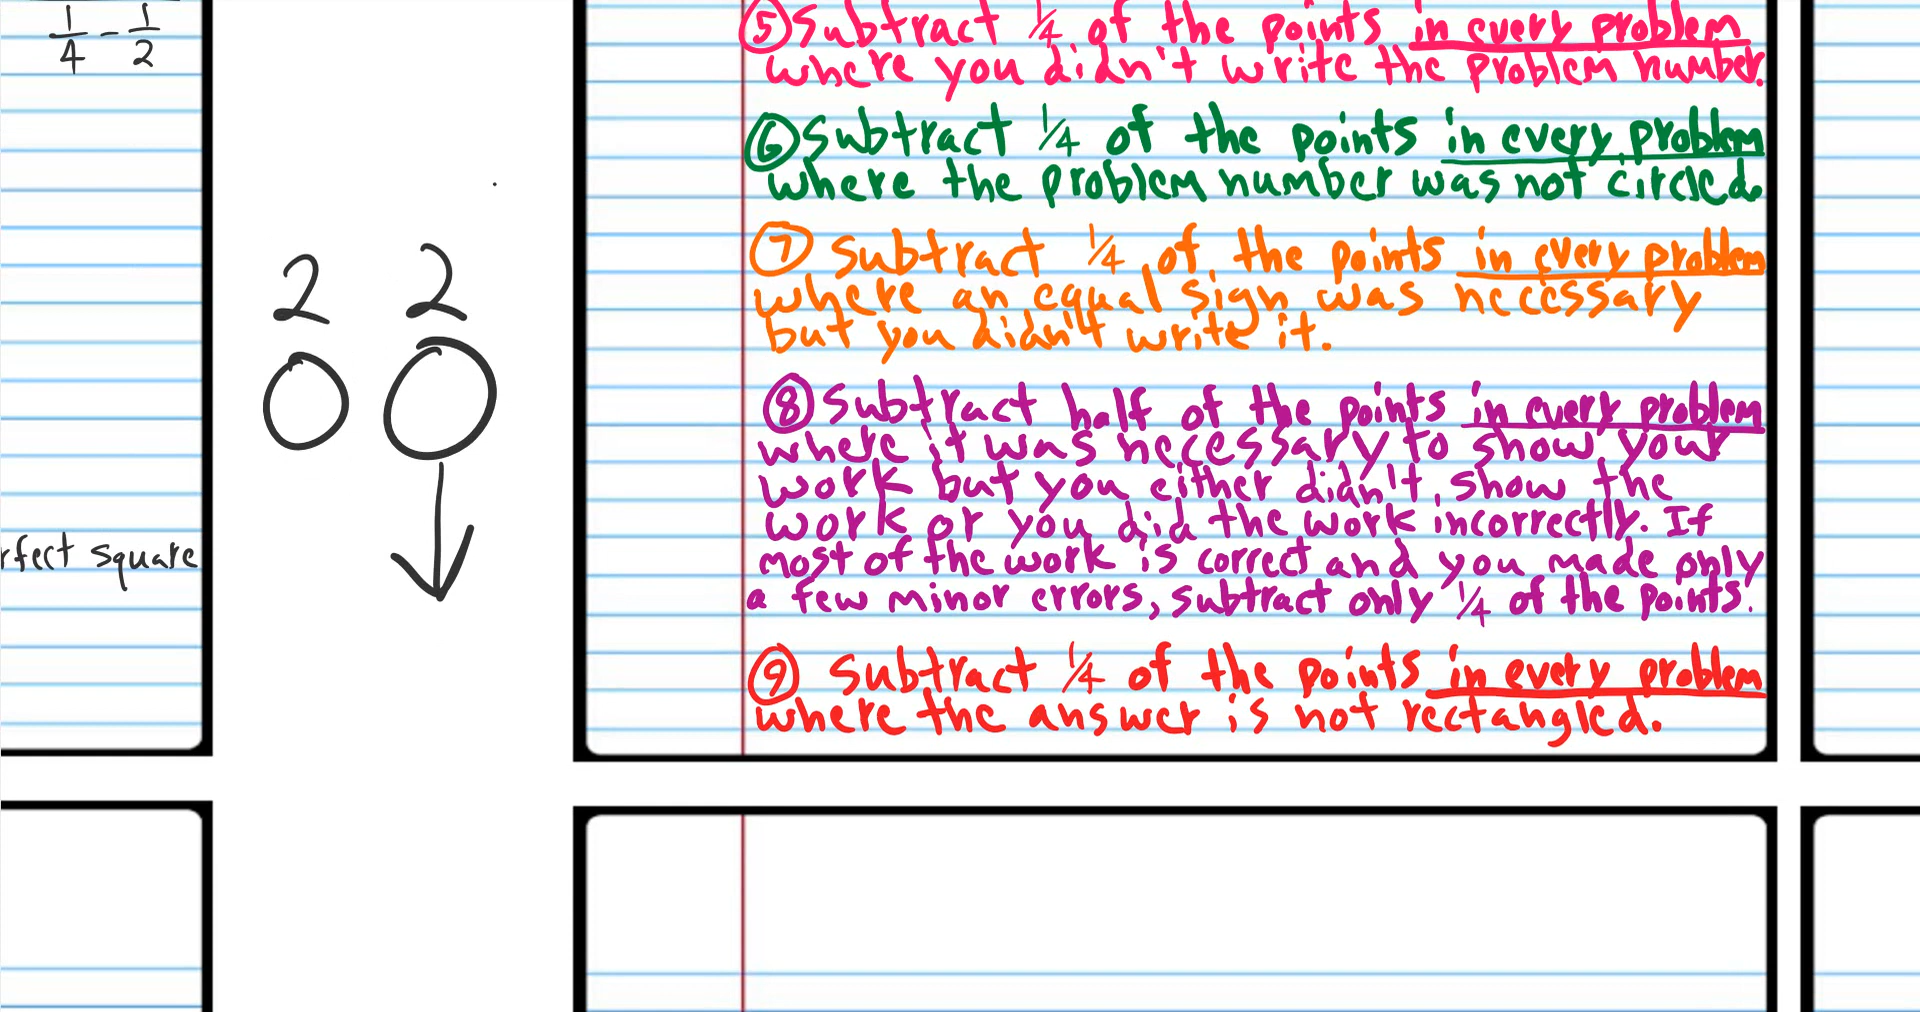 1/4 - 1/2
rfect square
2 2
0 0
⑤ Subtract 1/4 of the points in every problem
where you didn't write the problem number.
⑥ Subtract 1/4 of the points in every problem
where the problem number was not circled.
⑦ Subtract 1/4 of the points in every problem
where an equal sign was necessary
but you didn't write it.
⑧ Subtract half of the points in every problem
where it was necessary to show your
work but you either didn't show the
work or you did the work incorrectly. If
most of the work is correct and you made only
a few minor errors, subtract only 1/4 of the points.
⑨ Subtract 1/4 of the points in every problem
where the answer is not rectangled.